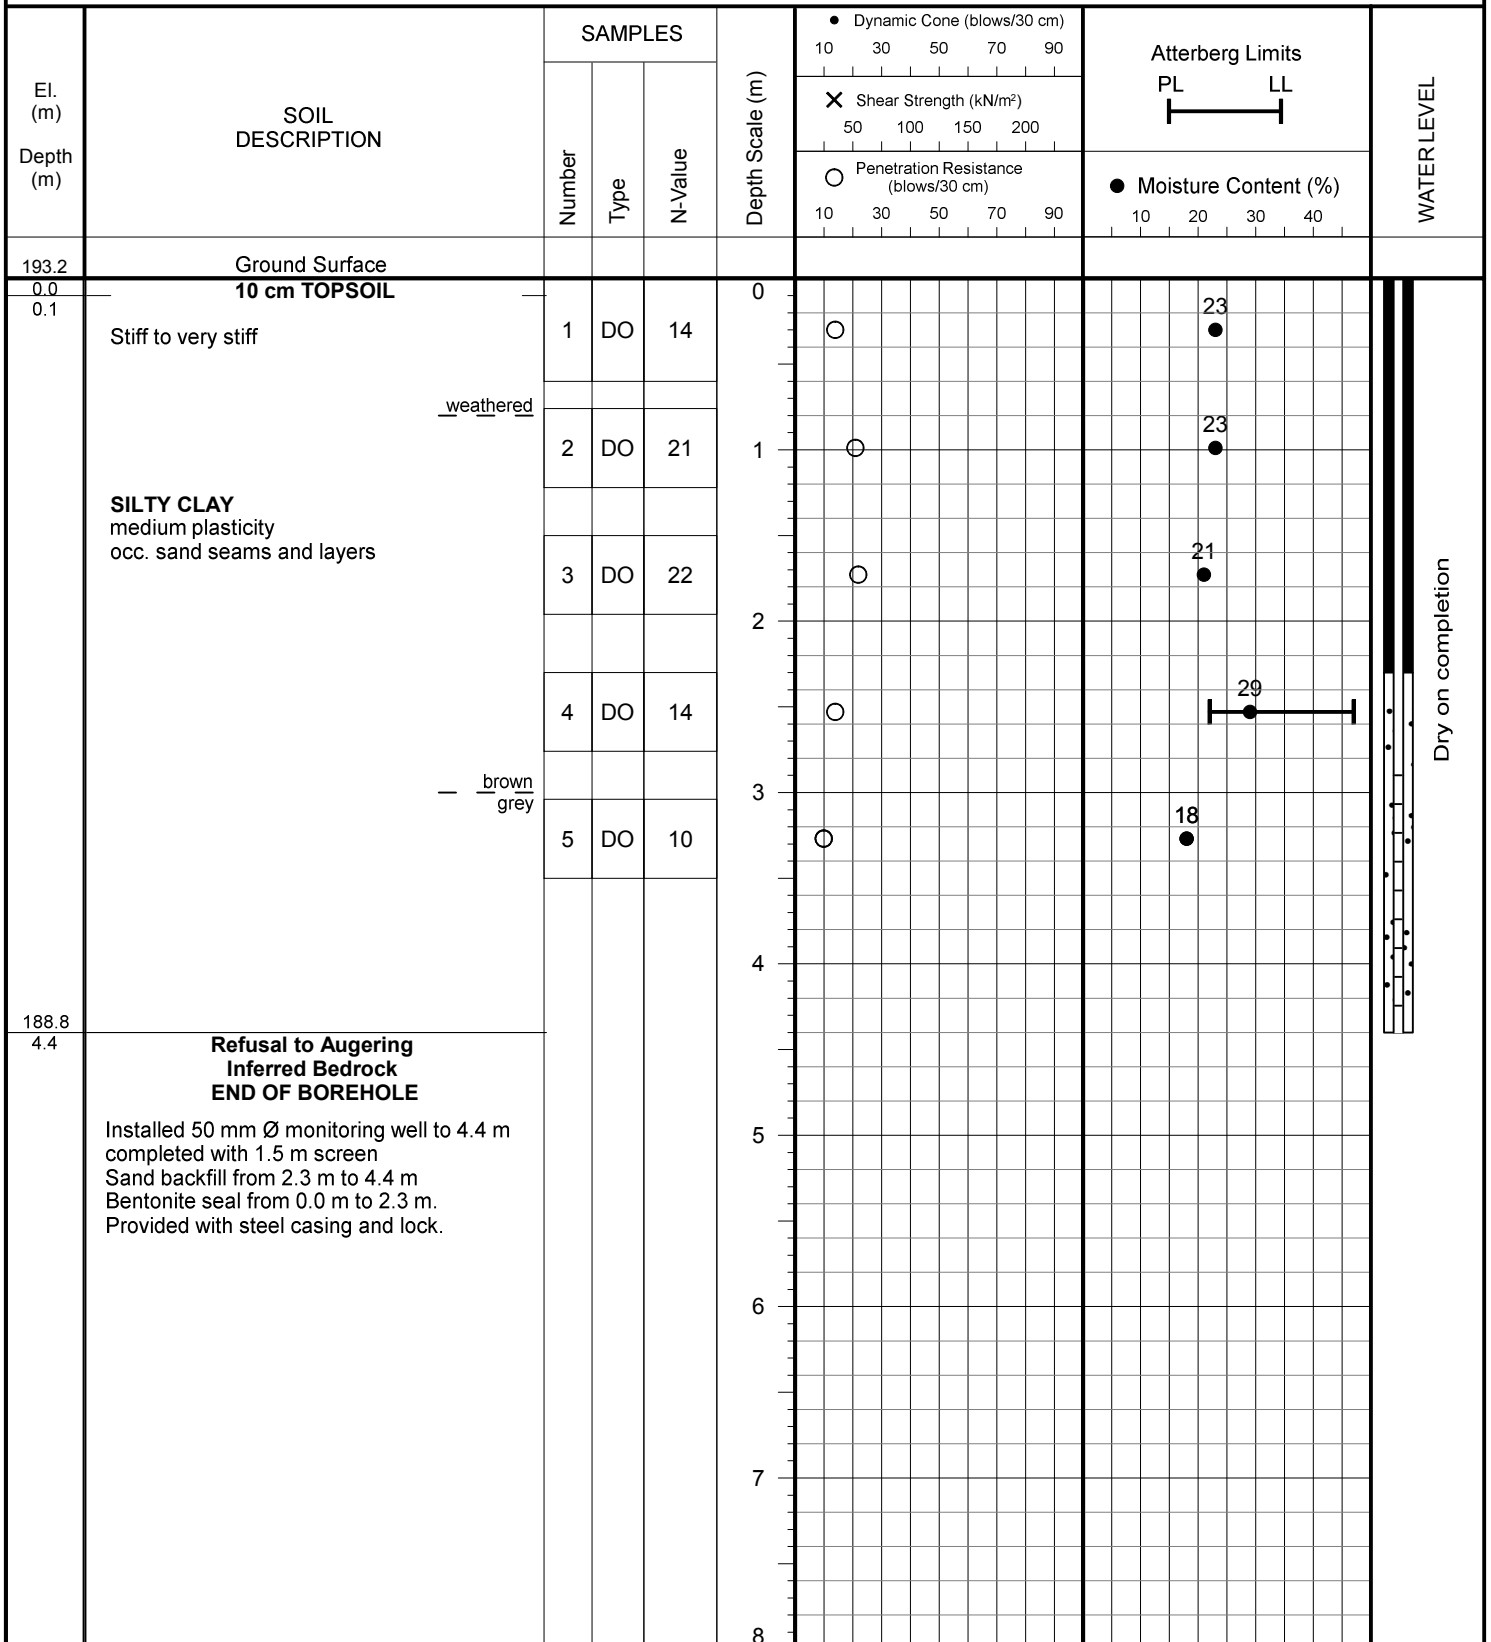 SAMPLES
El.
(m)
Depth
(m)
SOIL
DESCRIPTION
Number
Type
N-Value
Depth Scale (m)
Dynamic Cone (blows/30 cm)
10 30 50 70 90
Shear Strength (kN/m²)
50 100 150 200
Penetration Resistance
(blows/30 cm)
10 30 50 70 90
Atterberg Limits
PL LL
Moisture Content (%)
10 20 30 40
WATER LEVEL
193.2 Ground Surface
0.0 10 cm TOPSOIL 0
0.1
23
Stiff to very stiff 1 DO 14
weathered
23
2 DO 21 1
SILTY CLAY
medium plasticity
occ. sand seams and layers
21
3 DO 22
2
Dry on completion
29
4 DO 14
brown
3
grey
18
5 DO 10
4
188.8
4.4
Refusal to Augering
Inferred Bedrock
END OF BOREHOLE
Installed 50 mm Ø monitoring well to 4.4 m
5
completed with 1.5 m screen
Sand backfill from 2.3 m to 4.4 m
Bentonite seal from 0.0 m to 2.3 m.
Provided with steel casing and lock.
6
7
8